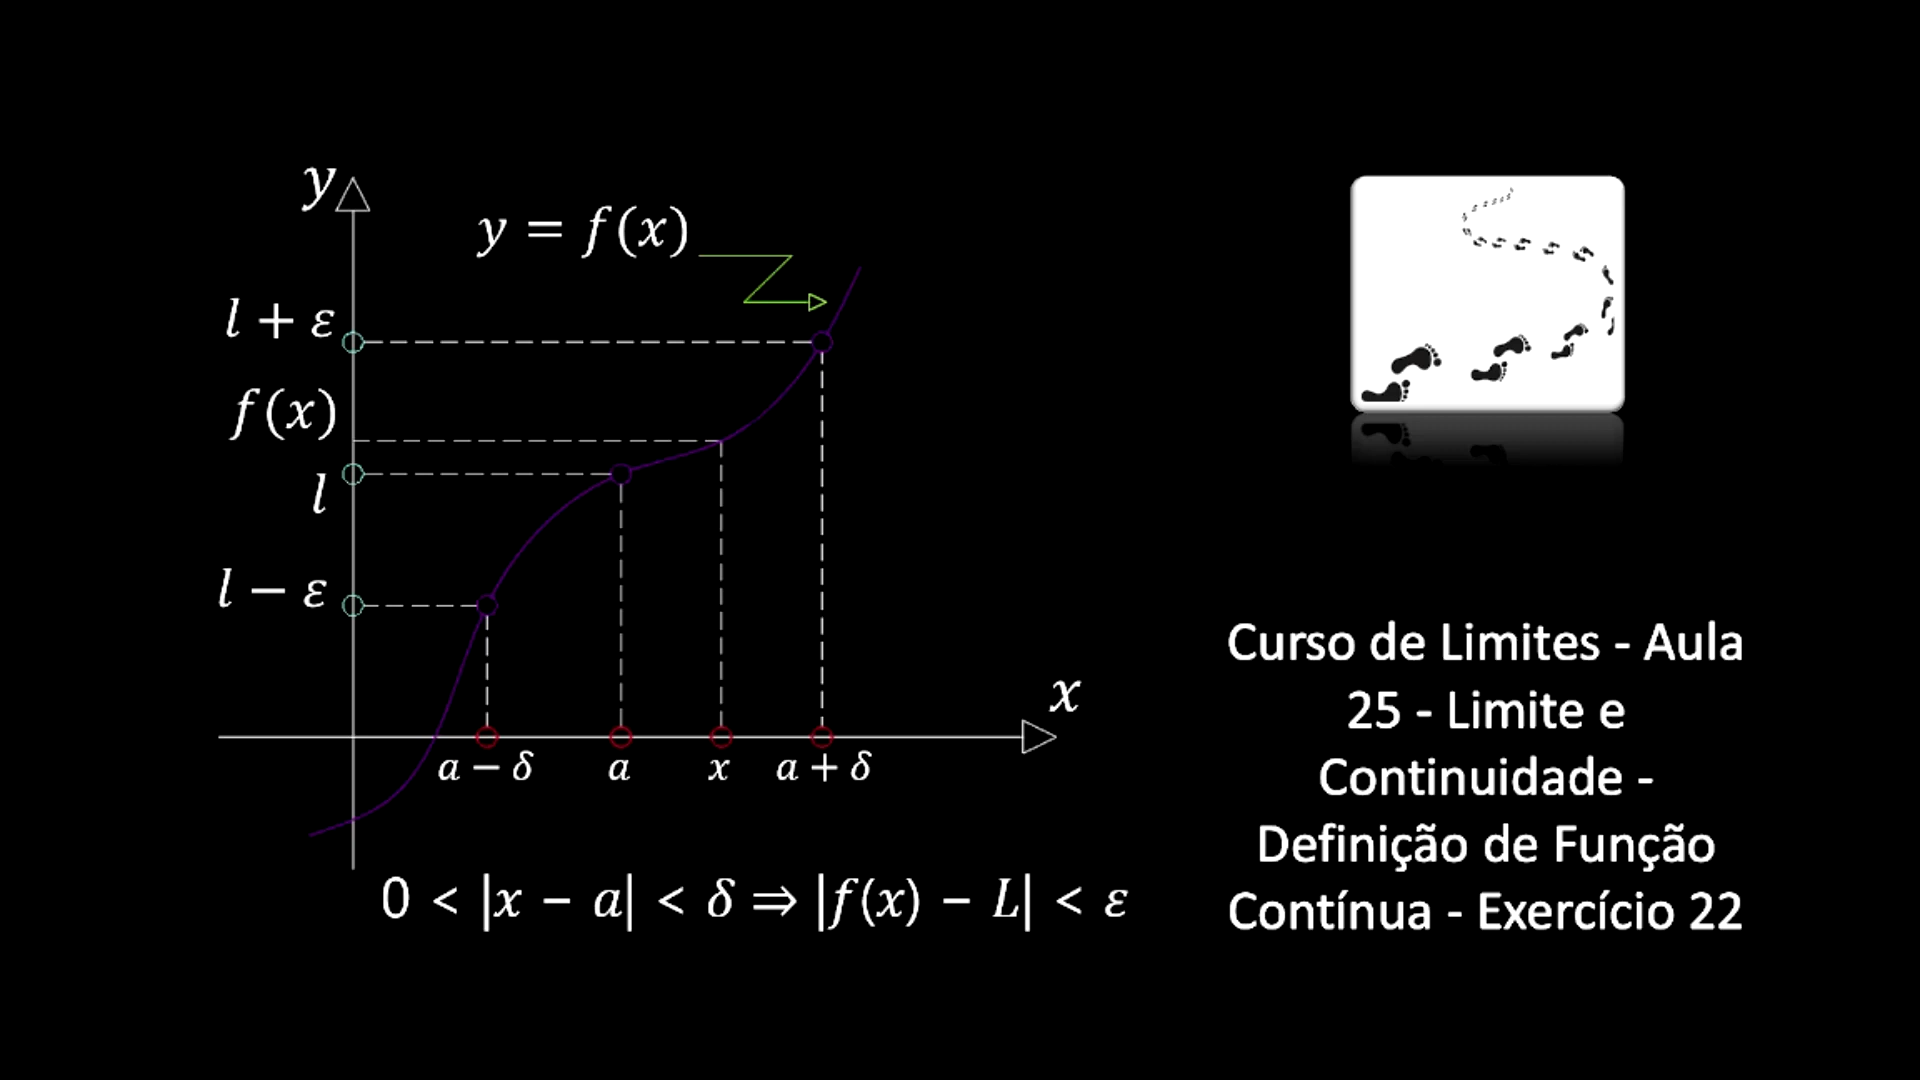 y
y = f(x)
l + ε
f(x)
l
l − ε
x
a − δ a x a + δ
0 < |x − a| < δ ⇒ |f(x) − L| < ε
Curso de Limites - Aula
25 - Limite e
Continuidade -
Definição de Função
Contínua - Exercício 22